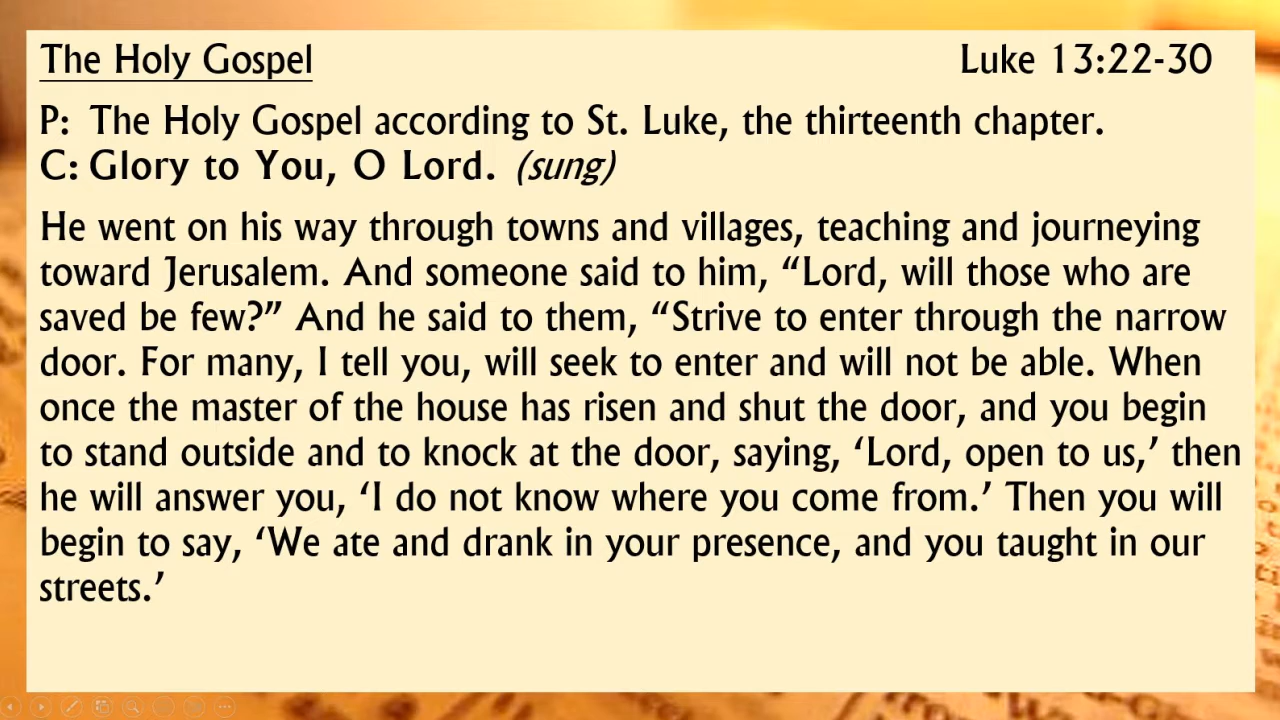 The Holy Gospel Luke 13:22-30
P: The Holy Gospel according to St. Luke, the thirteenth chapter.
C: Glory to You, O Lord. (sung)
He went on his way through towns and villages, teaching and journeying
toward Jerusalem. And someone said to him, “Lord, will those who are
saved be few?” And he said to them, “Strive to enter through the narrow
door. For many, I tell you, will seek to enter and will not be able. When
once the master of the house has risen and shut the door, and you begin
to stand outside and to knock at the door, saying, ‘Lord, open to us,’ then
he will answer you, ‘I do not know where you come from.’ Then you will
begin to say, ‘We ate and drank in your presence, and you taught in our
streets.’